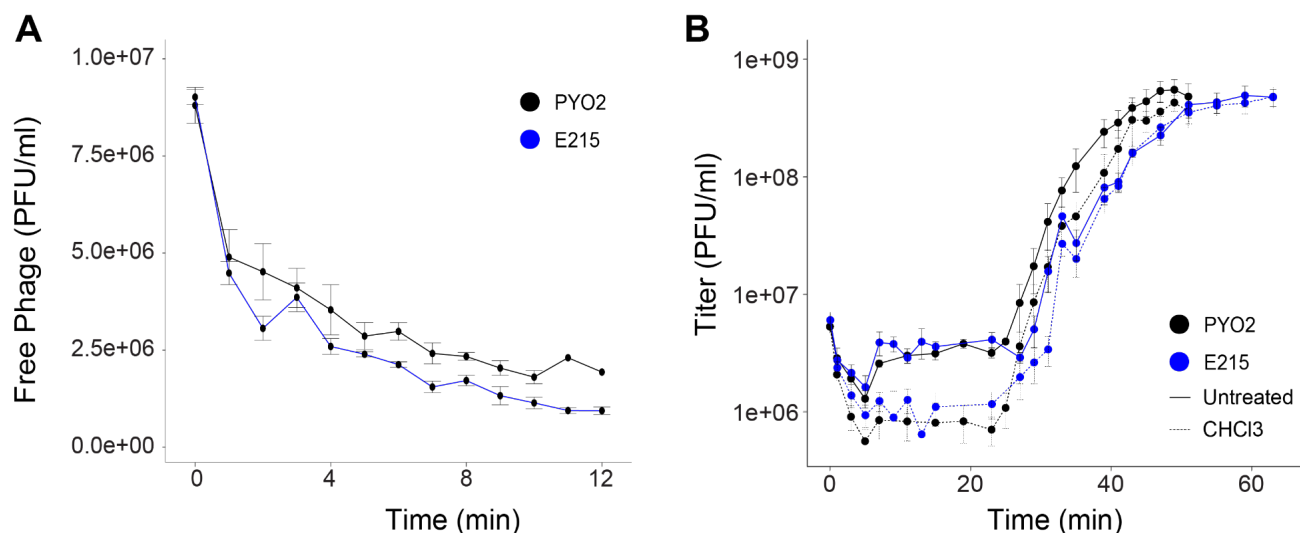 A
1.0e+07
7.5e+06
5.0e+06
2.5e+06
0.0e+00
Free Phage (PFU/ml)
0 4 8 12
Time (min)
PYO2
E215
B
1e+09
1e+08
1e+07
1e+06
Titer (PFU/ml)
0 20 40 60
Time (min)
PYO2
E215
Untreated
CHCl3